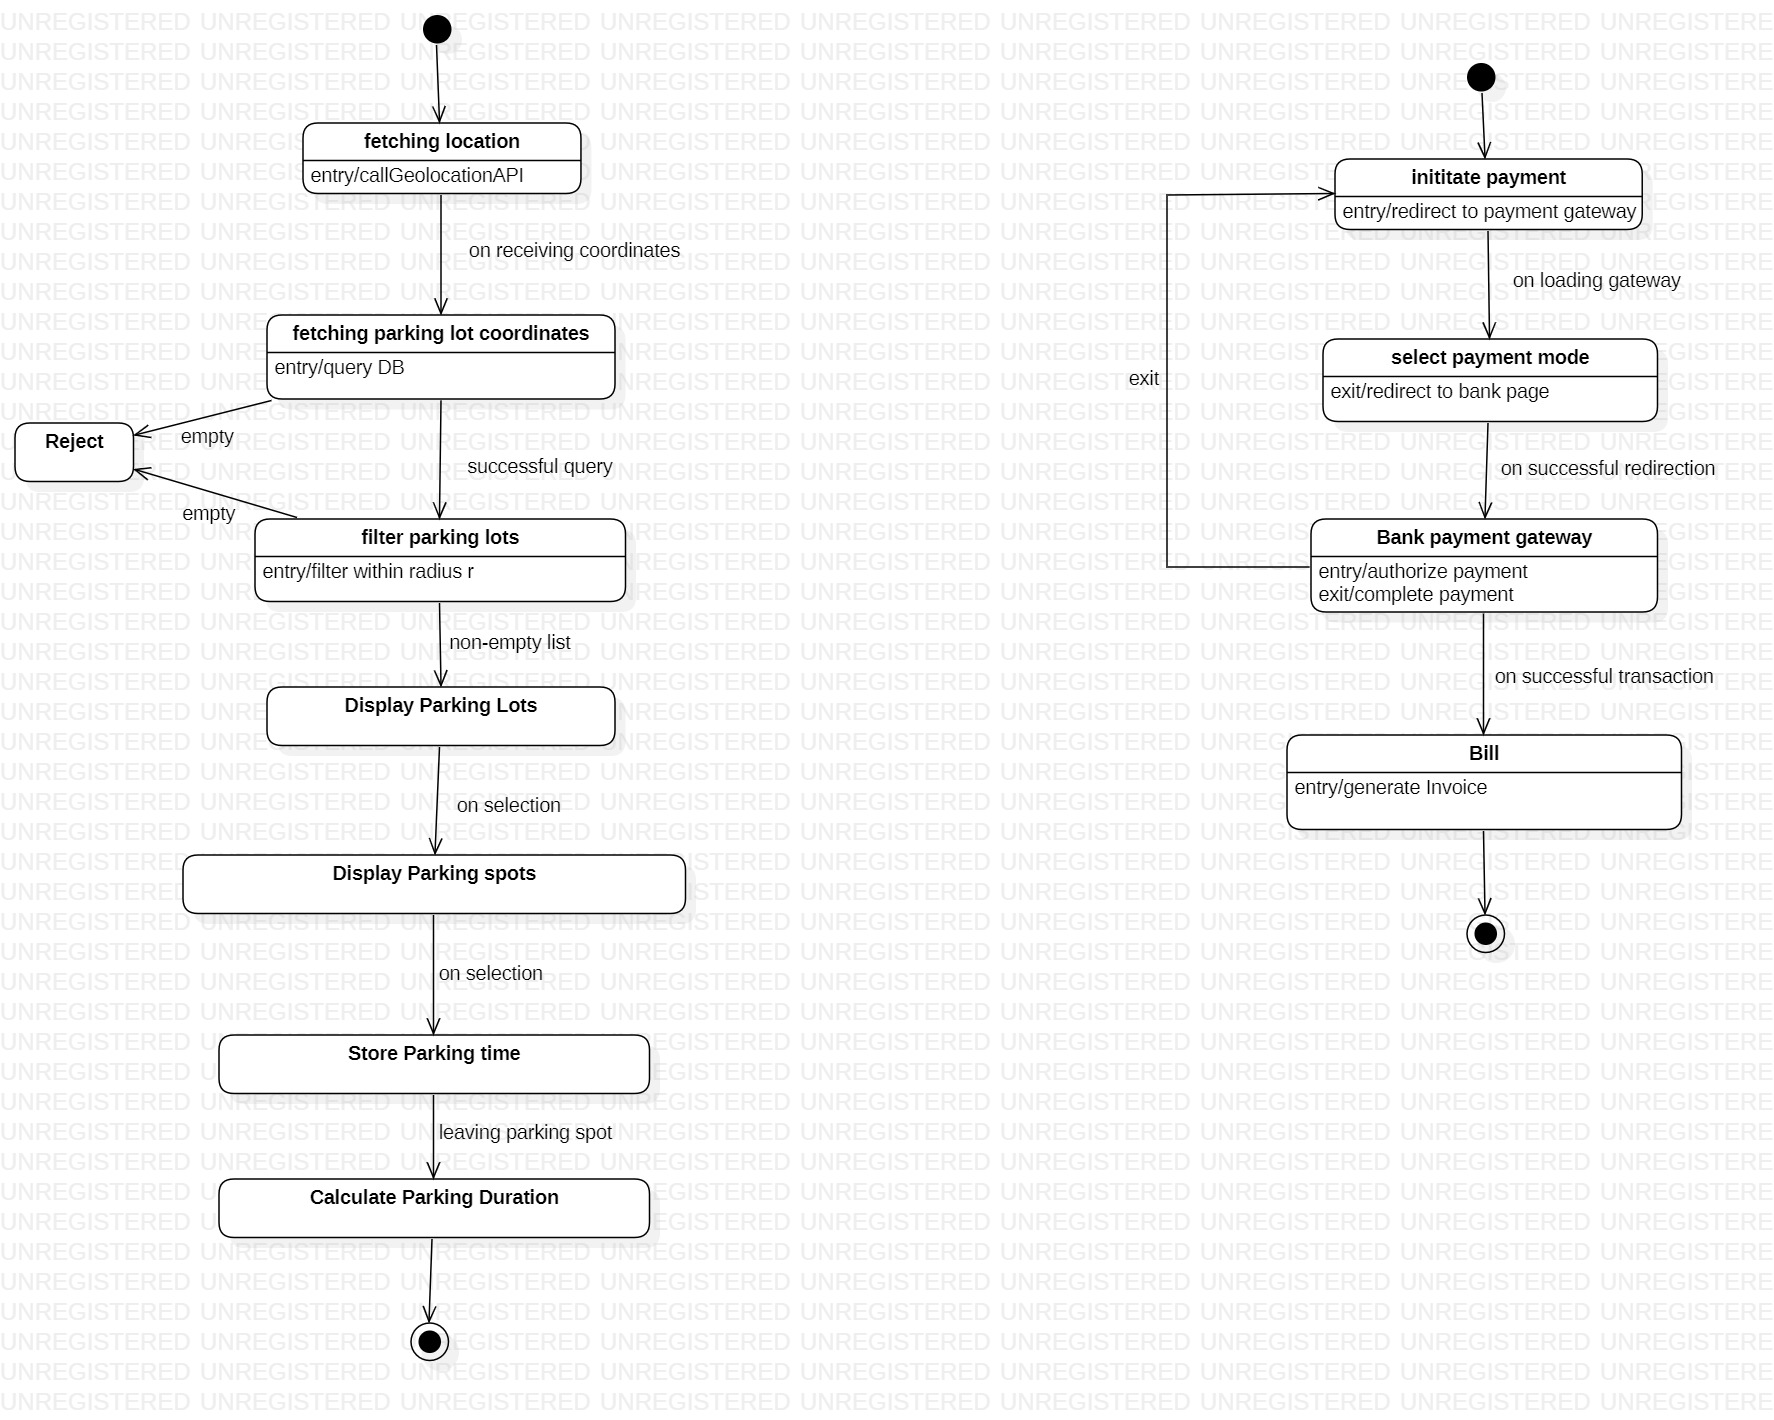 fetching location
entry/callGeolocationAPI
on receiving coordinates
fetching parking lot coordinates
entry/query DB
Reject
empty
successful query
empty
filter parking lots
entry/filter within radius r
non-empty list
Display Parking Lots
on selection
Display Parking spots
on selection
Store Parking time
leaving parking spot
Calculate Parking Duration
inititate payment
entry/redirect to payment gateway
on loading gateway
exit
select payment mode
exit/redirect to bank page
on successful redirection
Bank payment gateway
entry/authorize payment
exit/complete payment
on successful transaction
Bill
entry/generate Invoice
UNREGISTERED